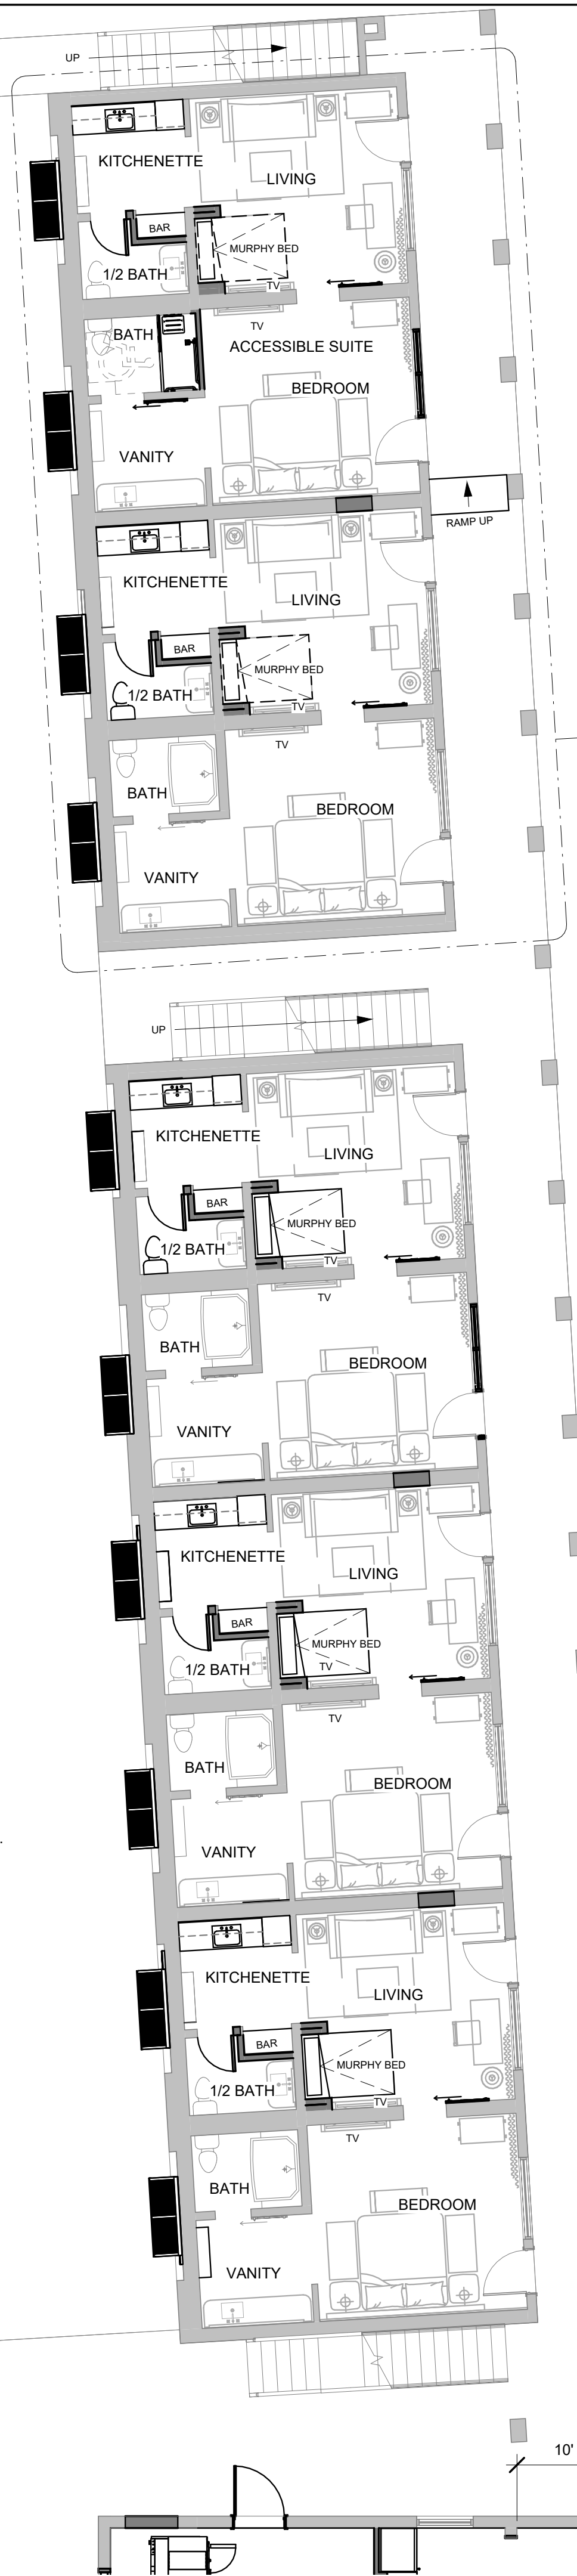 UP
KITCHENETTE
LIVING
BAR
MURPHY BED
1/2 BATH
TV
TV
BATH
ACCESSIBLE SUITE
BEDROOM
VANITY
RAMP UP
KITCHENETTE
LIVING
BAR
MURPHY BED
1/2 BATH
TV
TV
BATH
BEDROOM
VANITY
UP
KITCHENETTE
LIVING
BAR
MURPHY BED
1/2 BATH
TV
TV
BATH
BEDROOM
VANITY
KITCHENETTE
LIVING
BAR
MURPHY BED
1/2 BATH
TV
TV
BATH
BEDROOM
VANITY
KITCHENETTE
LIVING
BAR
MURPHY BED
1/2 BATH
TV
TV
BATH
BEDROOM
VANITY
10'